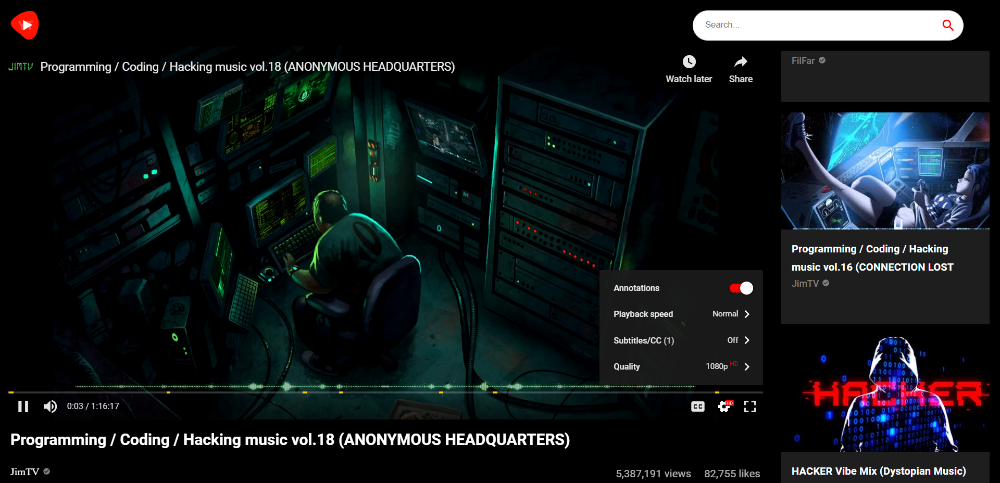 YT
Search...
JIMTV Programming / Coding / Hacking music vol.18 (ANONYMOUS HEADQUARTERS)
Watch later
Share
Annotations
Playback speed Normal
Subtitles/CC (1) Off
Quality 1080p HD
0:03 / 1:16:17
CC
HD
Programming / Coding / Hacking music vol.18 (ANONYMOUS HEADQUARTERS)
JimTV
5,387,191 views 82,755 likes
FilFar
Programming / Coding / Hacking
music vol.16 (CONNECTION LOST
JimTV
HACKER
HACKER Vibe Mix (Dystopian Music)